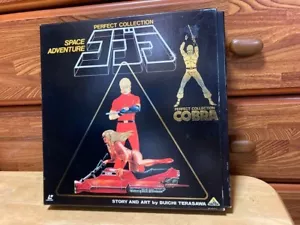 PERFECT COLLECTION
SPACE
ADVENTURE
コブラ
PERFECT COLLECTION
COBRA
STORY AND ART by BUICHI TERASAWA